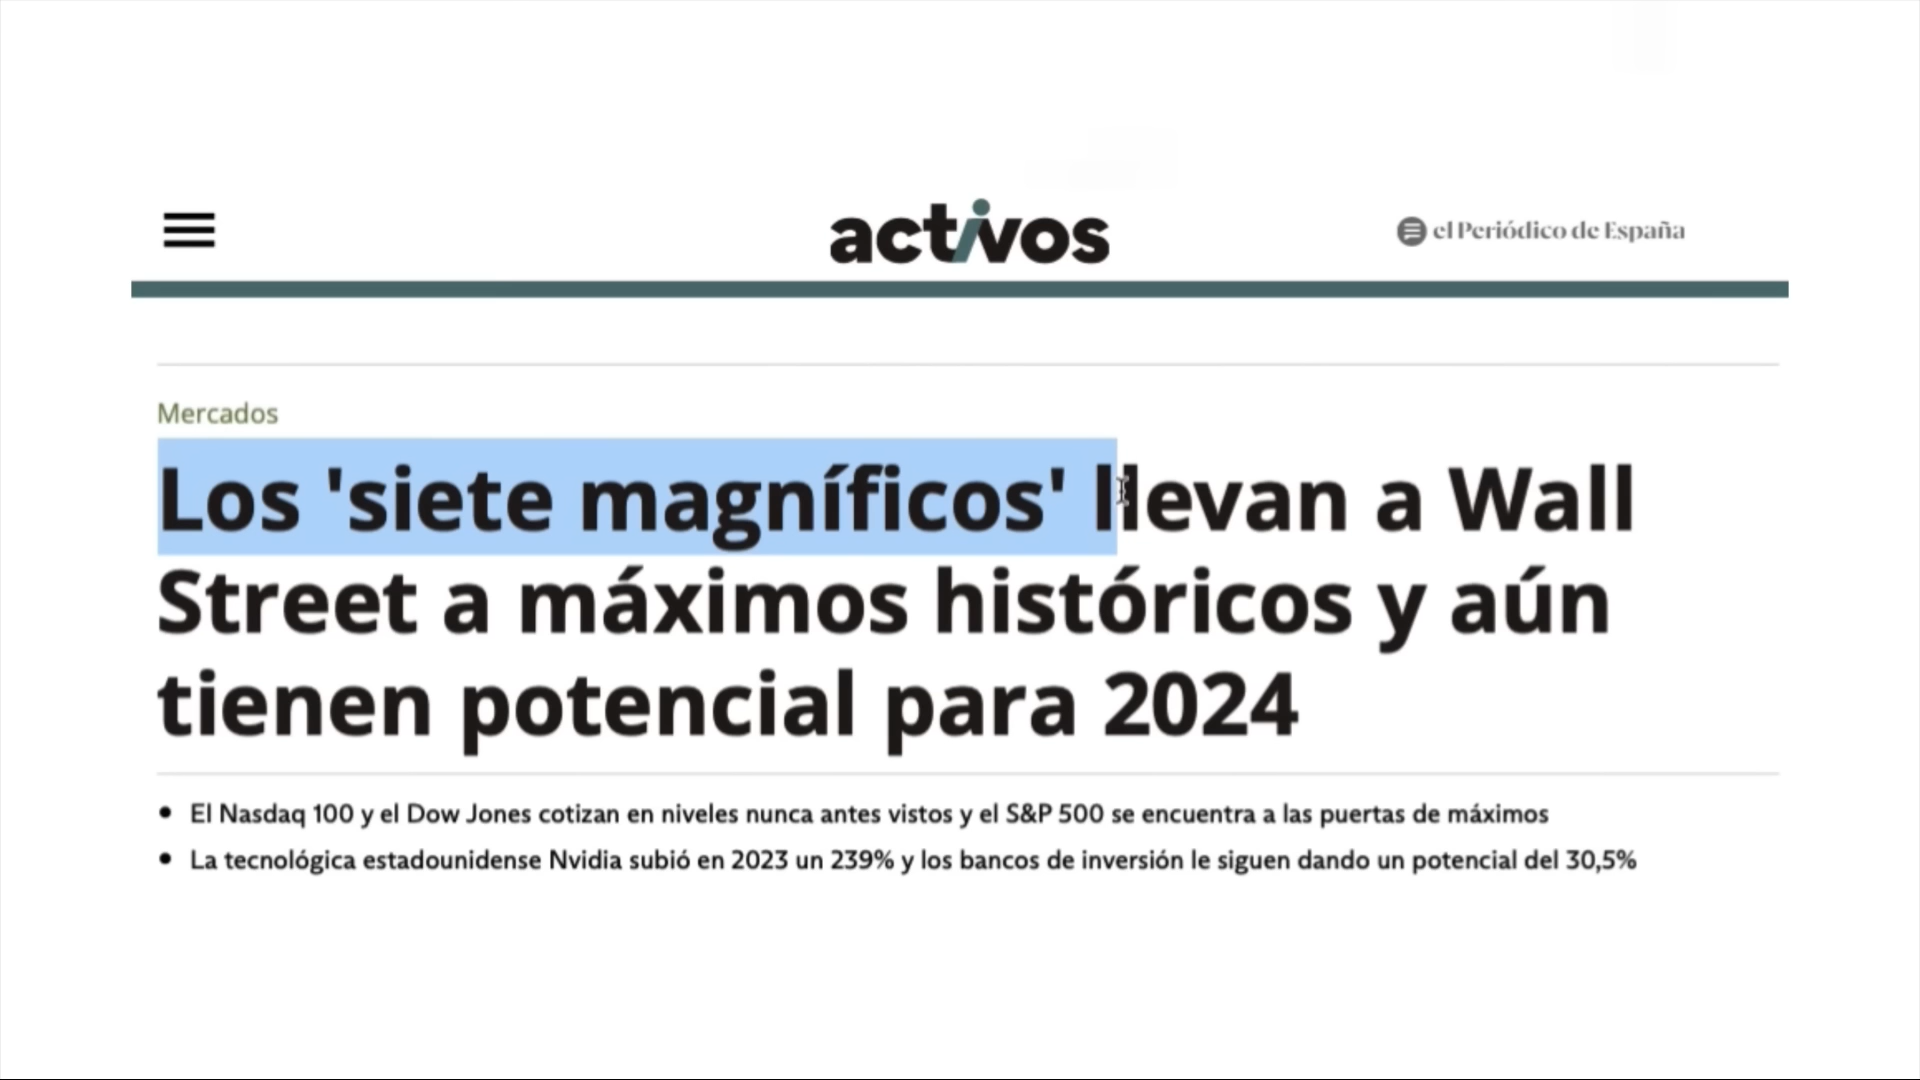 activos
el Periódico de España
Mercados
Los 'siete magníficos' llevan a Wall
Street a máximos históricos y aún
tienen potencial para 2024
• El Nasdaq 100 y el Dow Jones cotizan en niveles nunca antes vistos y el S&P 500 se encuentra a las puertas de máximos
• La tecnológica estadounidense Nvidia subió en 2023 un 239% y los bancos de inversión le siguen dando un potencial del 30,5%